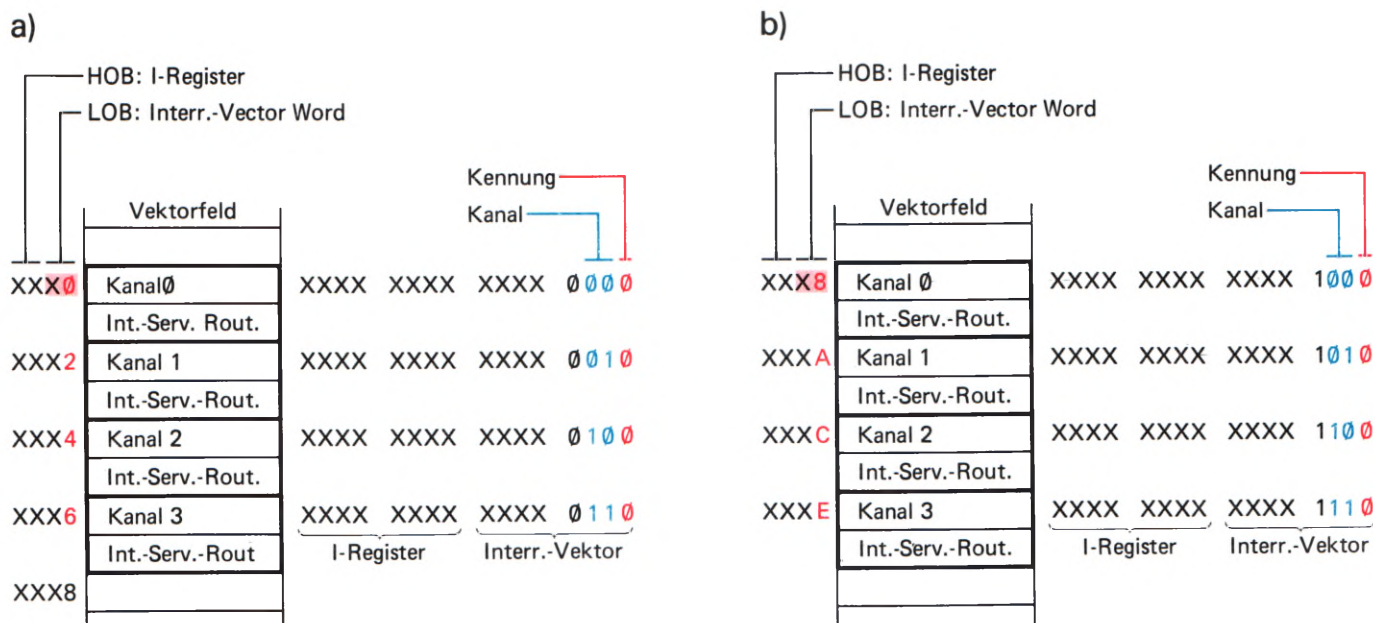 a)
HOB: I-Register
LOB: Interr.-Vector Word
Kennung
Kanal
Vektorfeld
XXXØ KanalØ XXXX XXXX XXXX ØØØØ
Int.-Serv. Rout.
XXX2 Kanal 1 XXXX XXXX XXXX ØØ1Ø
Int.-Serv.-Rout.
XXX4 Kanal 2 XXXX XXXX XXXX Ø1ØØ
Int.-Serv.-Rout.
XXX6 Kanal 3 XXXX XXXX XXXX Ø11Ø
Int.-Serv.-Rout I-Register Interr.-Vektor
XXX8
b)
HOB: I-Register
LOB: Interr.-Vector Word
Kennung
Kanal
Vektorfeld
XXX8 Kanal Ø XXXX XXXX XXXX 1ØØØ
Int.-Serv.-Rout.
XXXA Kanal 1 XXXX XXXX XXXX 1Ø1Ø
Int.-Serv.-Rout.
XXXC Kanal 2 XXXX XXXX XXXX 11ØØ
Int.-Serv.-Rout.
XXXE Kanal 3 XXXX XXXX XXXX 111Ø
Int.-Serv.-Rout. I-Register Interr.-Vektor